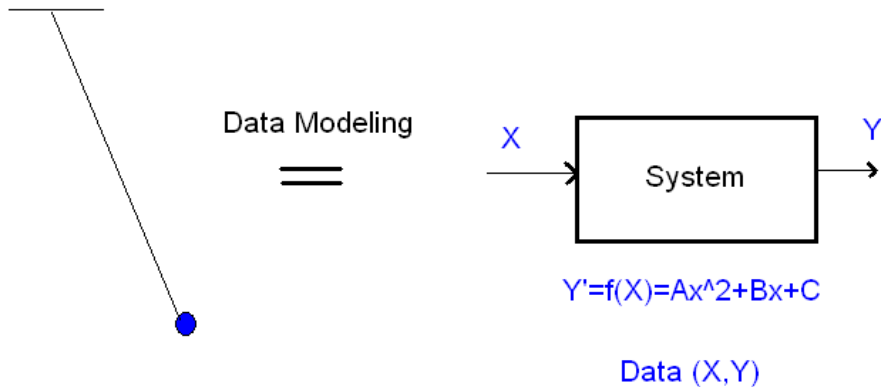 Data Modeling
X
Y
System
Y'=f(X)=Ax^2+Bx+C
Data (X,Y)